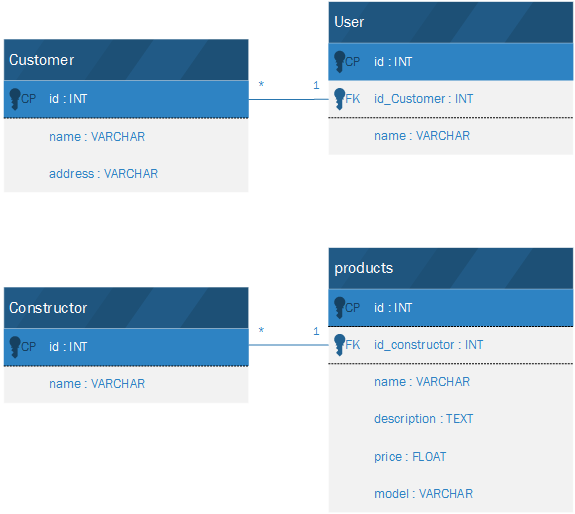 Customer
CP id : INT
name : VARCHAR
address : VARCHAR
* 1
User
CP id : INT
FK id_Customer : INT
name : VARCHAR
Constructor
CP id : INT
name : VARCHAR
* 1
products
CP id : INT
FK id_constructor : INT
name : VARCHAR
description : TEXT
price : FLOAT
model : VARCHAR